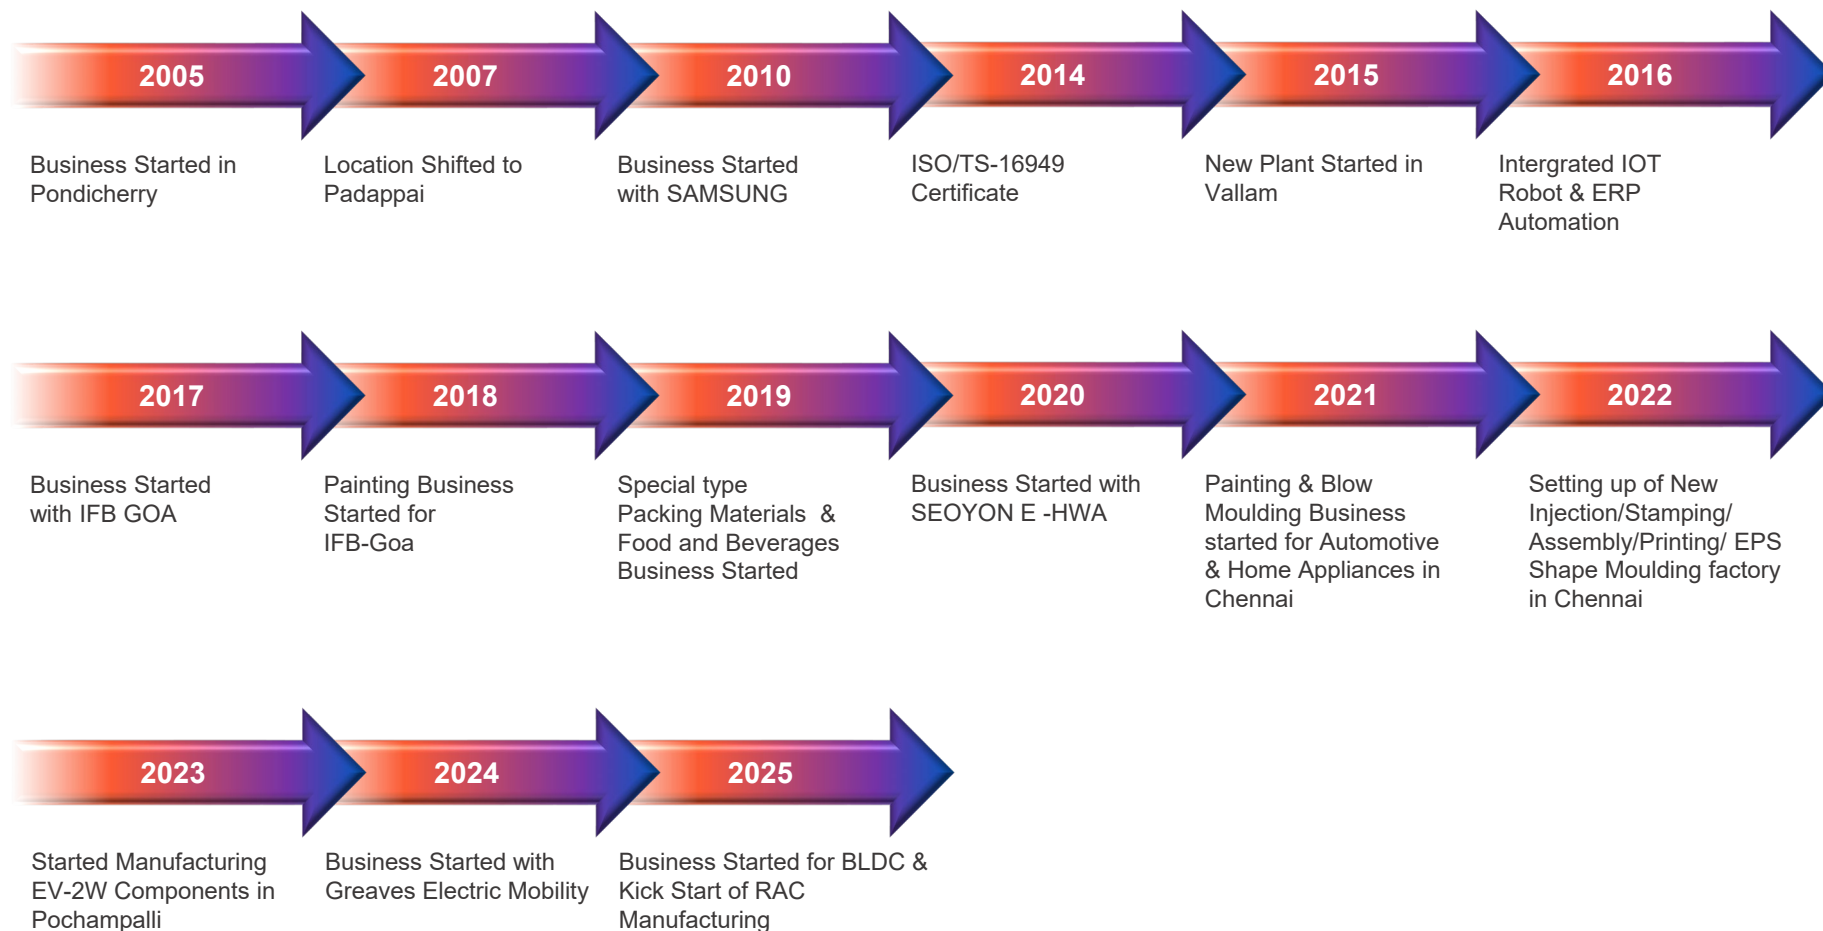 2005
Business Started in
Pondicherry
2007
Location Shifted to
Padappai
2010
Business Started
with SAMSUNG
2014
ISO/TS-16949
Certificate
2015
New Plant Started in
Vallam
2016
Intergrated IOT
Robot & ERP
Automation
2017
Business Started
with IFB GOA
2018
Painting Business
Started for
IFB-Goa
2019
Special type
Packing Materials &
Food and Beverages
Business Started
2020
Business Started with
SEOYON E -HWA
2021
Painting & Blow
Moulding Business
started for Automotive
& Home Appliances in
Chennai
2022
Setting up of New
Injection/Stamping/
Assembly/Printing/ EPS
Shape Moulding factory
in Chennai
2023
Started Manufacturing
EV-2W Components in
Pochampalli
2024
Business Started with
Greaves Electric Mobility
2025
Business Started for BLDC &
Kick Start of RAC
Manufacturing